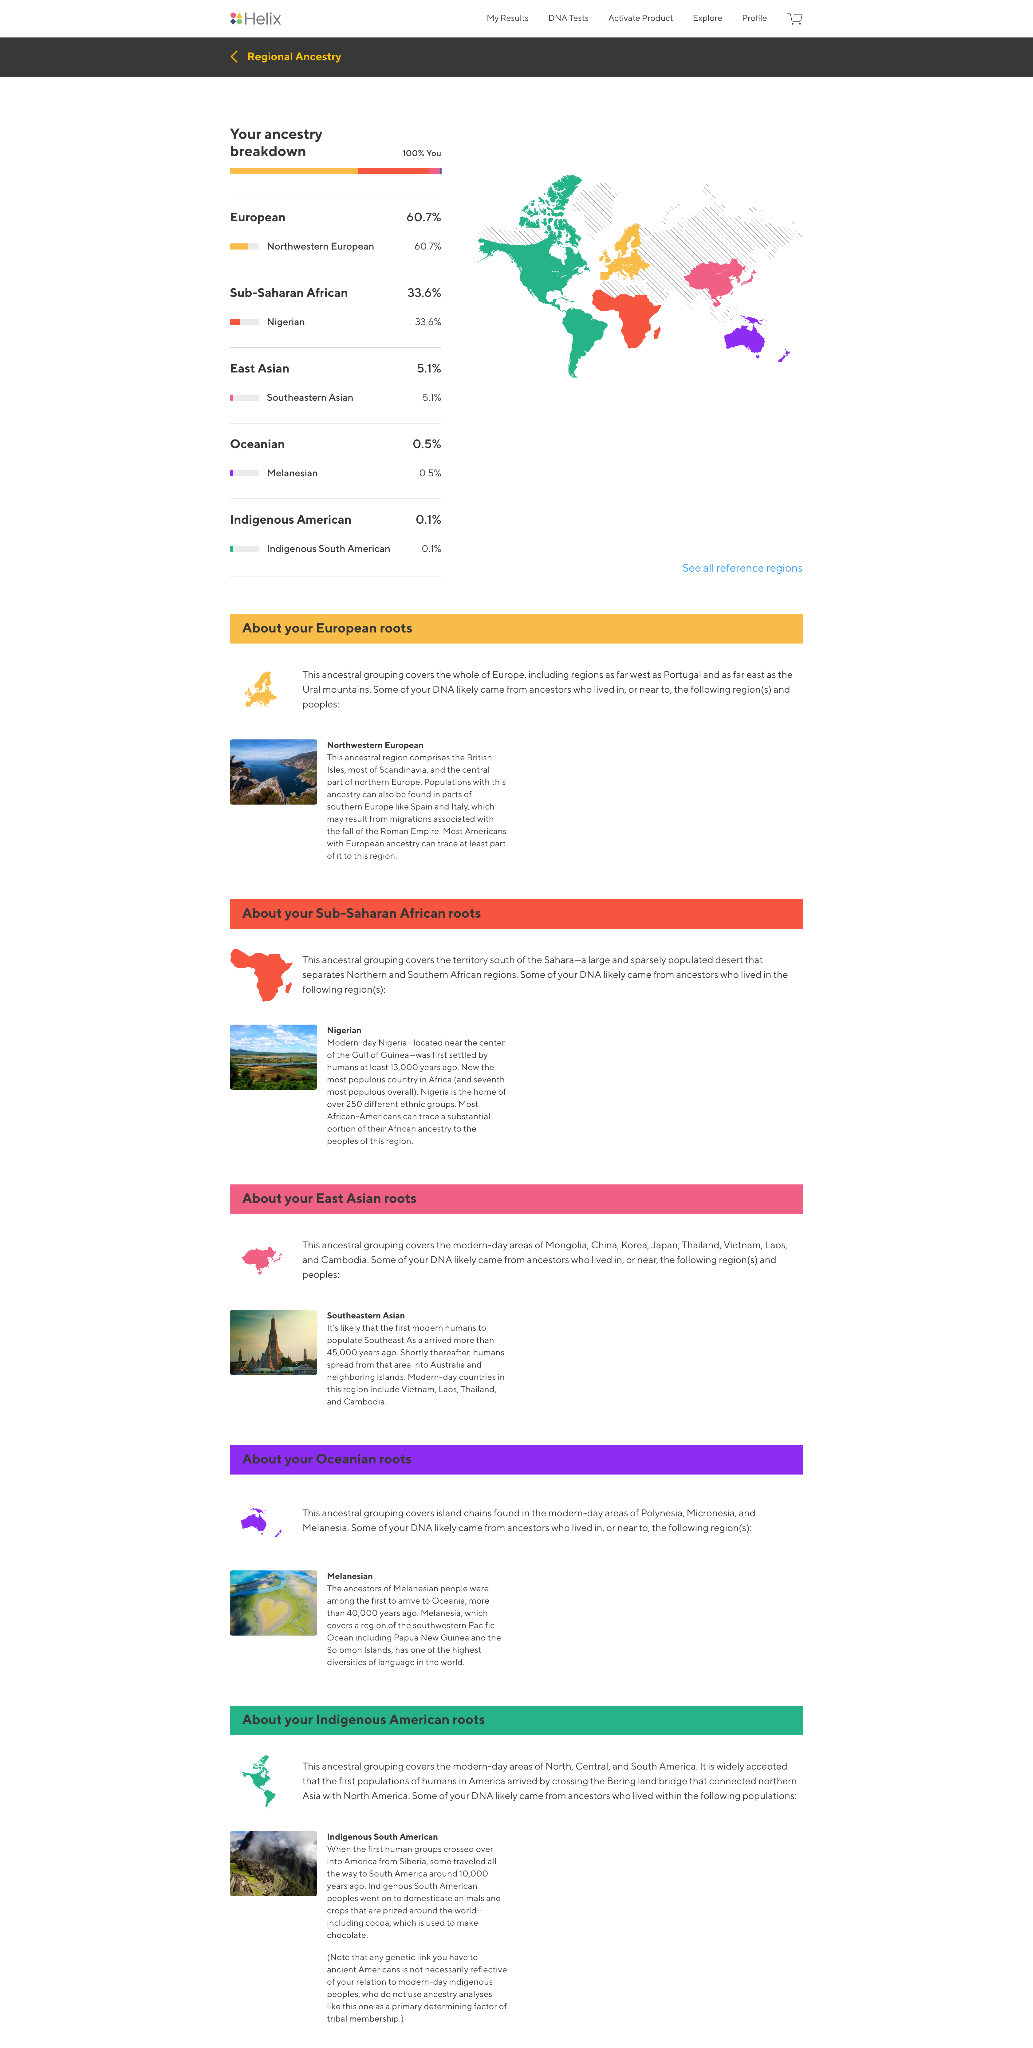 Helix
My Results
DNA Tests
Activate Product
Explore
Profile
Regional Ancestry
Your ancestry
breakdown
100% You
European 60.7%
Northwestern European 60.7%
Sub-Saharan African 33.6%
Nigerian 33.6%
East Asian 5.1%
Southeastern Asian 5.1%
Oceanian 0.5%
Melanesian 0.5%
Indigenous American 0.1%
Indigenous South American 0.1%
See all reference regions
About your European roots
This ancestral grouping covers the whole of Europe, including regions as far west as Portugal and as far east as the
Ural mountains. Some of your DNA likely came from ancestors who lived in, or near to, the following region(s) and
peoples:
Northwestern European
This ancestral region comprises the British
Isles, most of Scandinavia, and the central
part of northern Europe. Populations with this
ancestry can also be found in parts of
southern Europe like Spain and Italy, which
may result from migrations associated with
the fall of the Roman Empire. Most Americans
with European ancestry can trace at least part
of it to this region.
About your Sub-Saharan African roots
This ancestral grouping covers the territory south of the Sahara—a large and sparsely populated desert that
separates Northern and Southern African regions. Some of your DNA likely came from ancestors who lived in the
following region(s):
Nigerian
Modern-day Nigeria—located near the center
of the Gulf of Guinea—was first settled by
humans at least 13,000 years ago. Now the
most populous country in Africa (and seventh
most populous overall), Nigeria is the home of
over 250 different ethnic groups. Most
African-Americans can trace a substantial
portion of their African ancestry to the
peoples of this region.
About your East Asian roots
This ancestral grouping covers the modern-day areas of Mongolia, China, Korea, Japan, Thailand, Vietnam, Laos,
and Cambodia. Some of your DNA likely came from ancestors who lived in, or near, the following region(s) and
peoples:
Southeastern Asian
It's likely that the first modern humans to
populate Southeast Asia arrived more than
45,000 years ago. Shortly thereafter, humans
spread from that area into Australia and
neighboring islands. Modern-day countries in
this region include Vietnam, Laos, Thailand,
and Cambodia.
About your Oceanian roots
This ancestral grouping covers island chains found in the modern-day areas of Polynesia, Micronesia, and
Melanesia. Some of your DNA likely came from ancestors who lived in, or near to, the following region(s):
Melanesian
The ancestors of Melanesian people were
among the first to arrive to Oceania, more
than 40,000 years ago. Melanesia, which
covers a region of the southwestern Pacific
Ocean including Papua New Guinea and the
Solomon Islands, has one of the highest
diversities of language in the world.
About your Indigenous American roots
This ancestral grouping covers the modern-day areas of North, Central, and South America. It is widely accepted
that the first populations of humans in America arrived by crossing the Bering land bridge that connected northern
Asia with North America. Some of your DNA likely came from ancestors who lived within the following populations:
Indigenous South American
When the first human groups crossed over
into America from Siberia, some traveled all
the way to South America around 10,000
years ago. Indigenous South American
peoples went on to domesticate animals and
crops that are prized around the world—
including cocoa, which is used to make
chocolate.
(Note that any genetic link you have to
ancient Americans is not necessarily reflective
of your relation to modern-day indigenous
peoples, who do not use ancestry analyses
like this one as a primary determining factor of
tribal membership.)